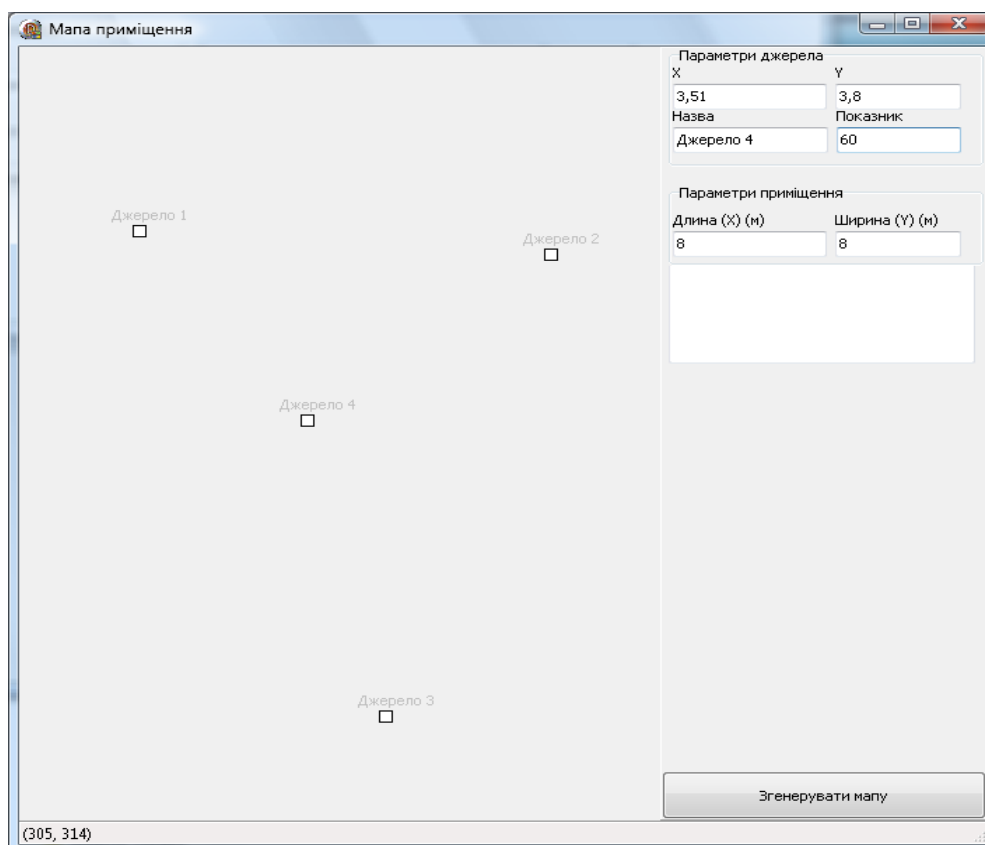 Мапа приміщення
Параметри джерела
X Y
3,51 3,8
Назва Показник
Джерело 4 60
Параметри приміщення
Длина (X) (м) Ширина (Y) (м)
8 8
Джерело 1
Джерело 2
Джерело 4
Джерело 3
Згенерувати мапу
(305, 314)